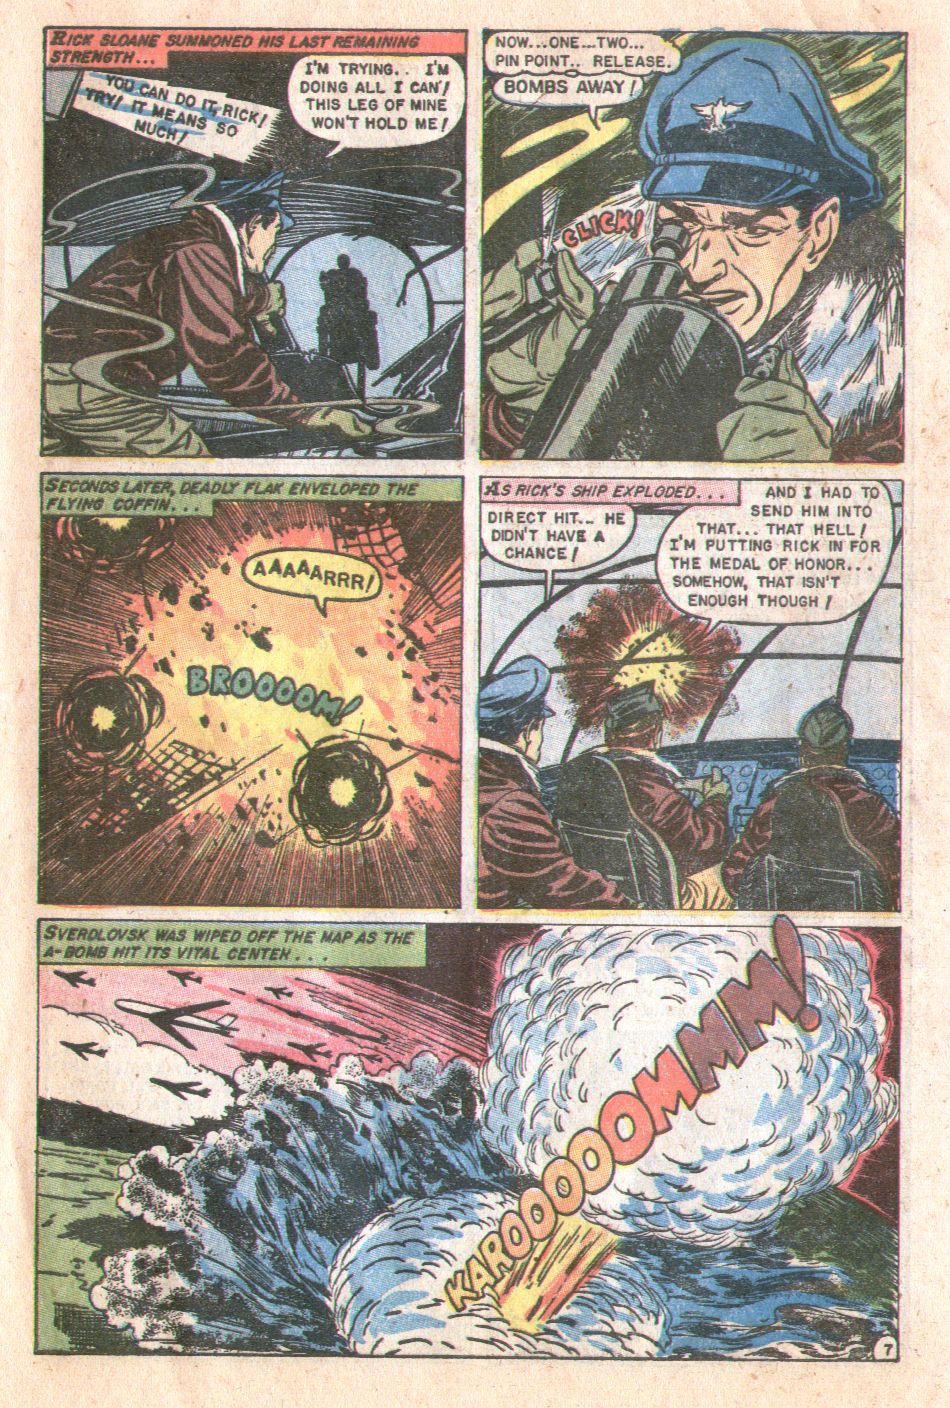 RICK SLOANE SUMMONED HIS LAST REMAINING
STRENGTH...
YOU CAN DO IT, RICK!
TRY! IT MEANS SO
MUCH!
I'M TRYING.. I'M
DOING ALL I CAN!
THIS LEG OF MINE
WON'T HOLD ME!
NOW...ONE...TWO...
PIN POINT... RELEASE.
BOMBS AWAY!
CLICK!
SECONDS LATER, DEADLY FLAK ENVELOPED THE
FLYING COFFIN...
AAAAARRR!
BROOOOM!
AS RICK'S SHIP EXPLODED...
DIRECT HIT... HE
DIDN'T HAVE A
CHANCE!
AND I HAD TO
SEND HIM INTO
THAT... THAT HELL!
I'M PUTTING RICK IN FOR
THE MEDAL OF HONOR...
SOMEHOW, THAT ISN'T
ENOUGH THOUGH!
SVERDLOVSK WAS WIPED OFF THE MAP AS THE
A-BOMB HIT ITS VITAL CENTER...
KAROOOOOOMMMM!
7